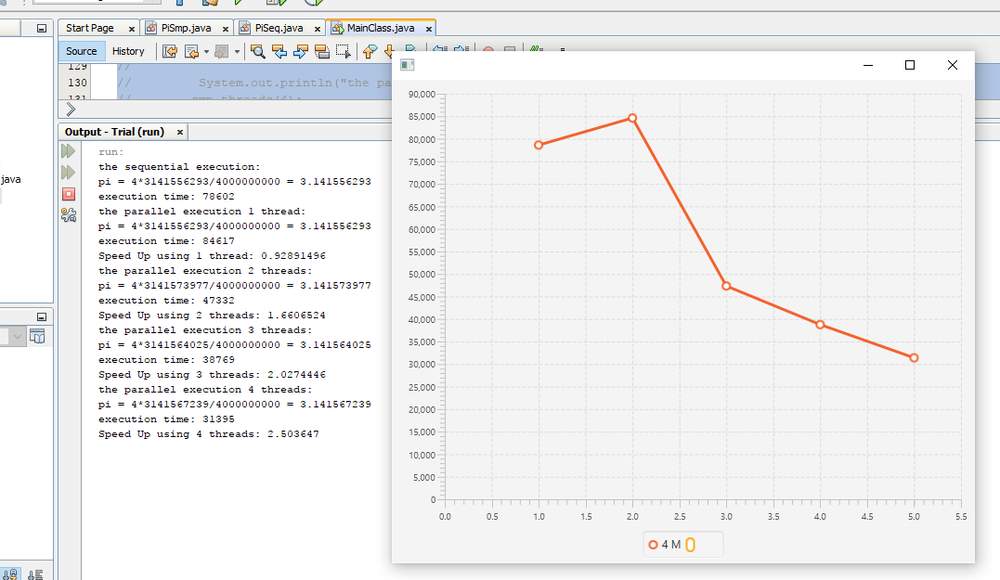 Start Page
PiSmp.java
PiSeq.java
MainClass.java
Source
History
129 //
130 // System.out.println("the pa
131 // smp.threads(4);
Output - Trial (run)
java
run:
the sequential execution:
pi = 4*3141556293/4000000000 = 3.141556293
execution time: 78602
the parallel execution 1 thread:
pi = 4*3141556293/4000000000 = 3.141556293
execution time: 84617
Speed Up using 1 thread: 0.92891496
the parallel execution 2 threads:
pi = 4*3141573977/4000000000 = 3.141573977
execution time: 47332
Speed Up using 2 threads: 1.6606524
the parallel execution 3 threads:
pi = 4*3141564025/4000000000 = 3.141564025
execution time: 38769
Speed Up using 3 threads: 2.0274446
the parallel execution 4 threads:
pi = 4*3141567239/4000000000 = 3.141567239
execution time: 31395
Speed Up using 4 threads: 2.503647
90,000
85,000
80,000
75,000
70,000
65,000
60,000
55,000
50,000
45,000
40,000
35,000
30,000
25,000
20,000
15,000
10,000
5,000
0
0.0 0.5 1.0 1.5 2.0 2.5 3.0 3.5 4.0 4.5 5.0 5.5
4 M